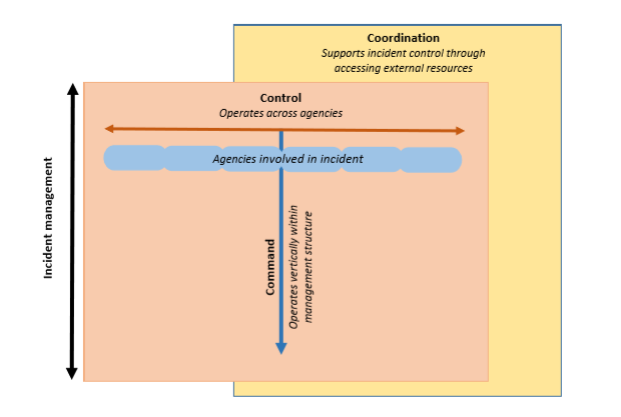 Coordination
Supports incident control through
accessing external resources
Control
Operates across agencies
Agencies involved in incident
Incident management
Command
Operates vertically within
management structure